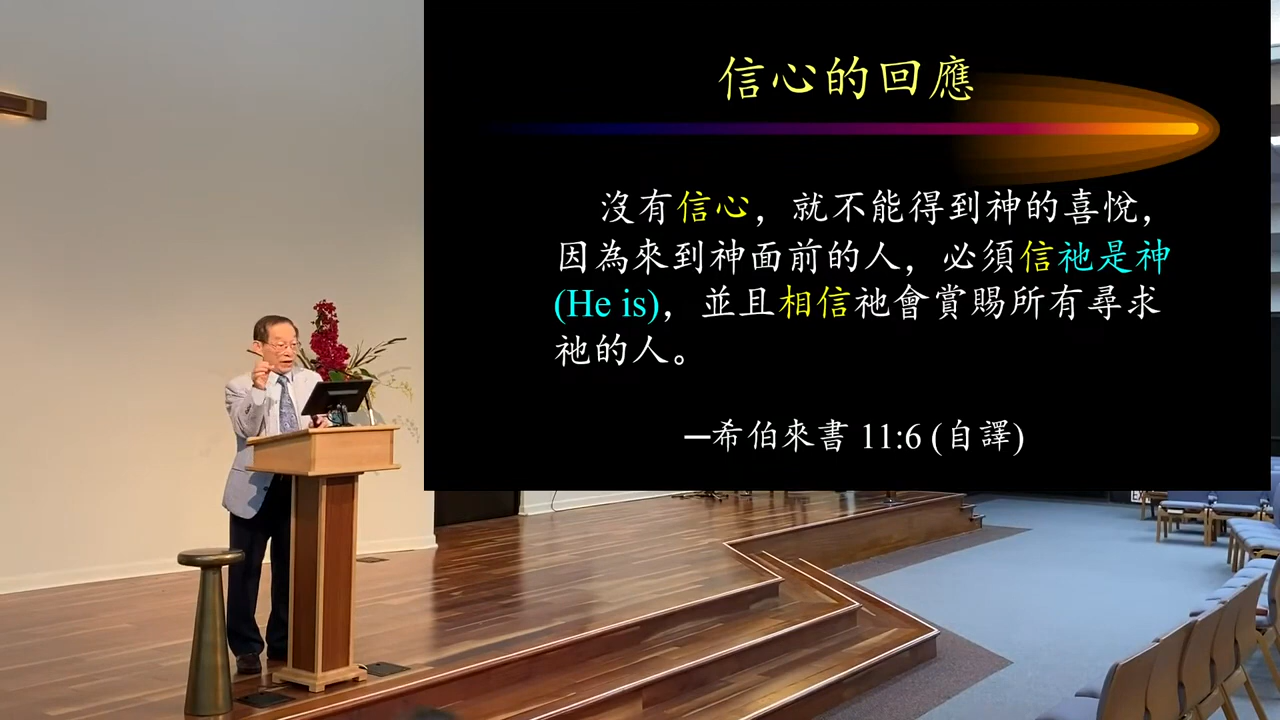 信心的回應
沒有信心，就不能得到神的喜悅，
因為來到神面前的人，必須信祂是神
(He is)，並且相信祂會賞賜所有尋求
祂的人。
─希伯來書 11:6 (自譯)